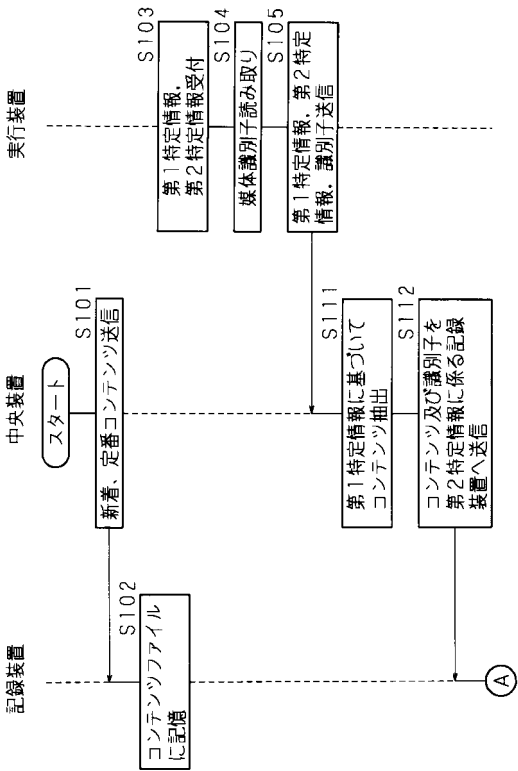 記録装置
中央装置
実行装置
スタート
S101
新着、定番コンテンツ送信
S102
コンテンツファイル
に記憶
S103
第1特定情報，
第2特定情報受付
S104
媒体識別子読み取り
S105
第1特定情報，第2特定
情報，識別子送信
S111
第1特定情報に基づいて
コンテンツ抽出
S112
コンテンツ及び識別子を
第2特定情報に係る記録
装置へ送信
A